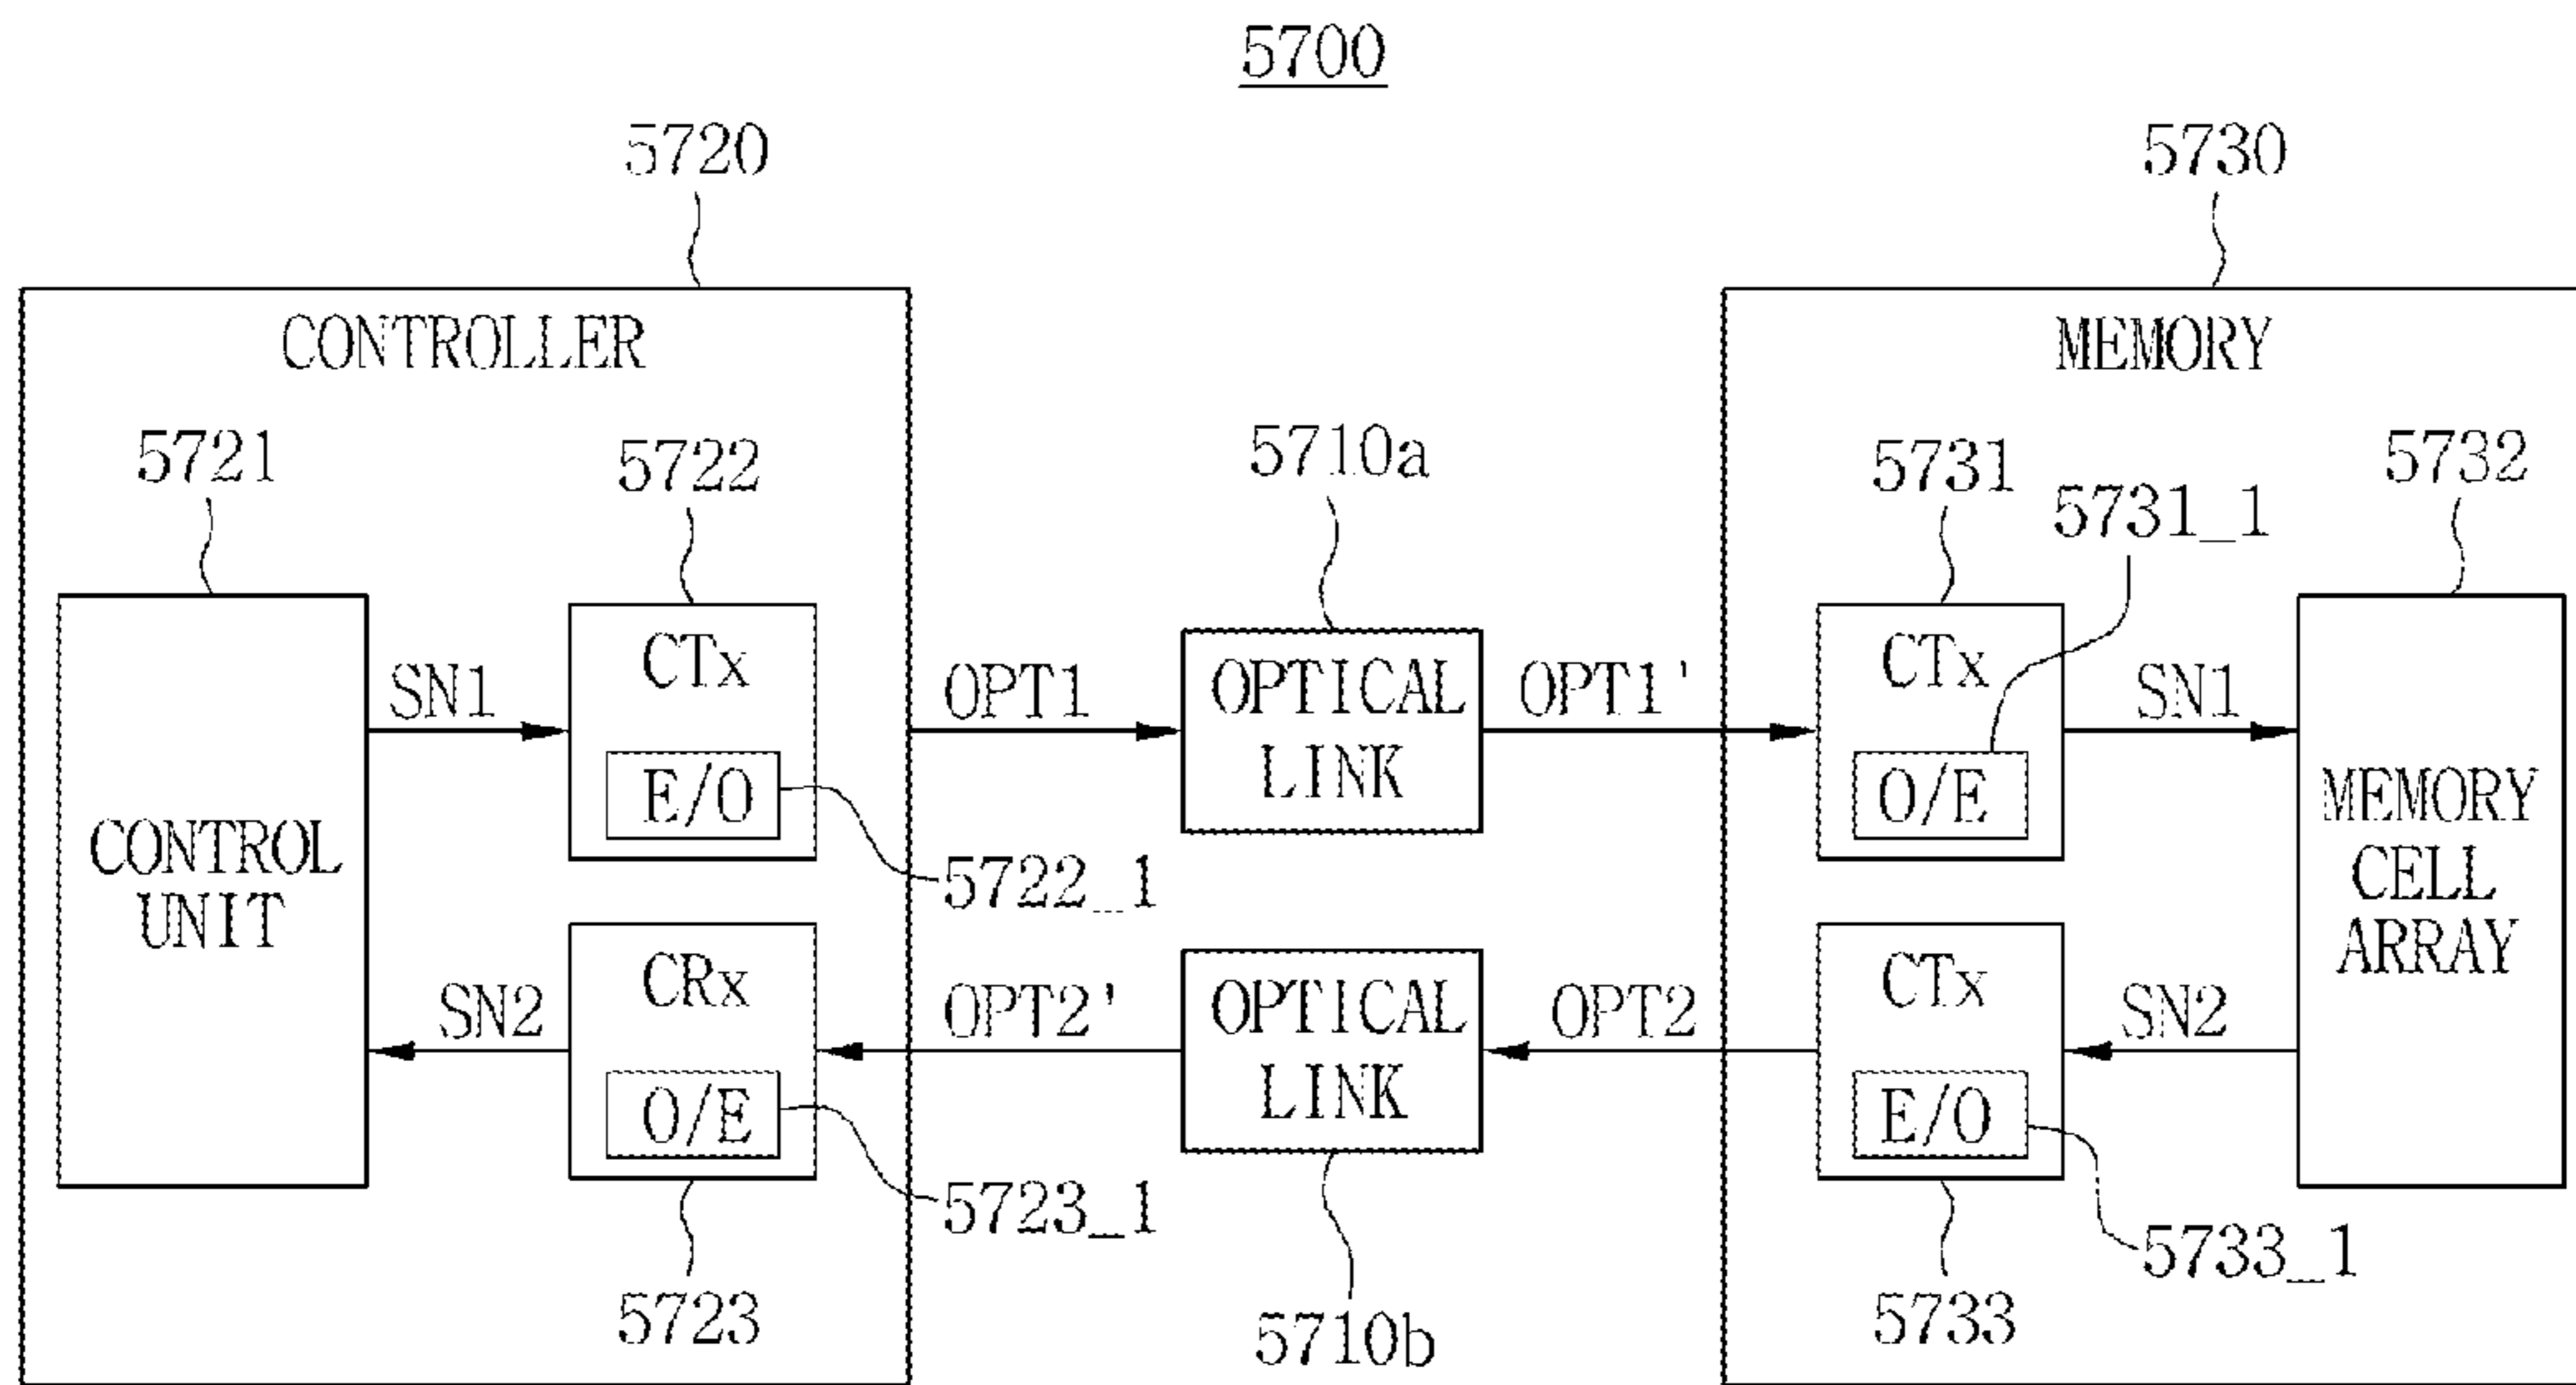 5700
5720
5730
CONTROLLER
MEMORY
5721
5722
5710a
5731
5731_1
5732
SN1
CTx
E/O
OPT1
OPTICAL
LINK
OPT1'
CTx
O/E
SN1
5722_1
CONTROL
UNIT
MEMORY
CELL
ARRAY
SN2
CRx
O/E
OPT2'
OPTICAL
LINK
OPT2
CTx
E/O
SN2
5723_1
5733_1
5723
5710b
5733